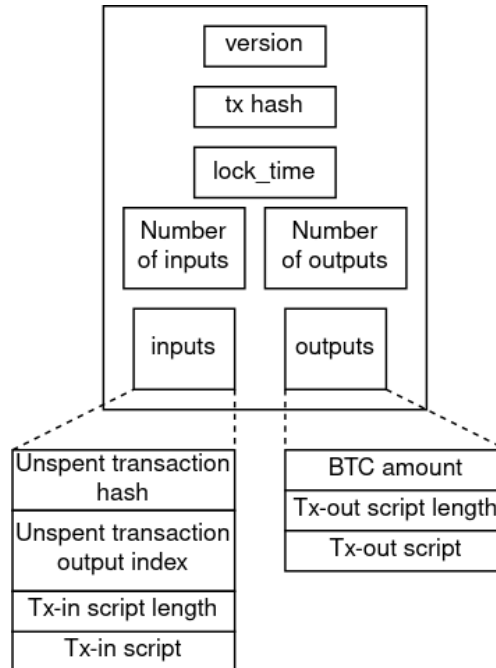 version
tx hash
lock_time
Number
of inputs
Number
of outputs
inputs
outputs
Unspent transaction
hash
Unspent transaction
output index
Tx-in script length
Tx-in script
BTC amount
Tx-out script length
Tx-out script